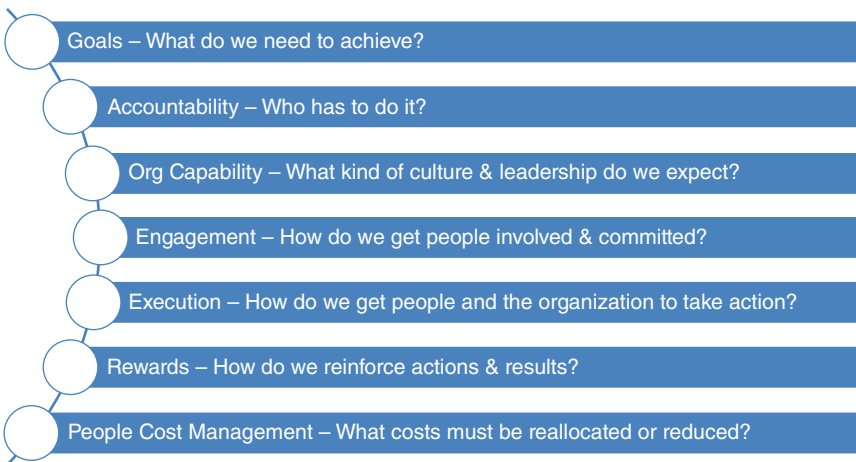 Goals – What do we need to achieve?
Accountability – Who has to do it?
Org Capability – What kind of culture & leadership do we expect?
Engagement – How do we get people involved & committed?
Execution – How do we get people and the organization to take action?
Rewards – How do we reinforce actions & results?
People Cost Management – What costs must be reallocated or reduced?